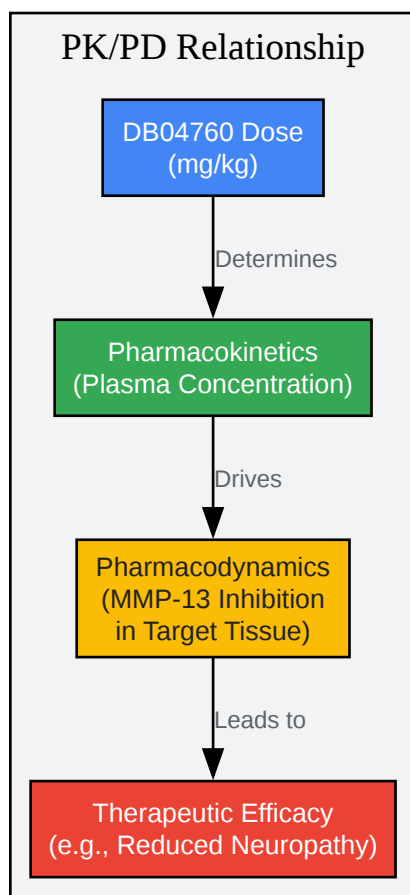 PK/PD Relationship
DB04760 Dose
(mg/kg)
Determines
Pharmacokinetics
(Plasma Concentration)
Drives
Pharmacodynamics
(MMP-13 Inhibition
in Target Tissue)
Leads to
Therapeutic Efficacy
(e.g., Reduced Neuropathy)